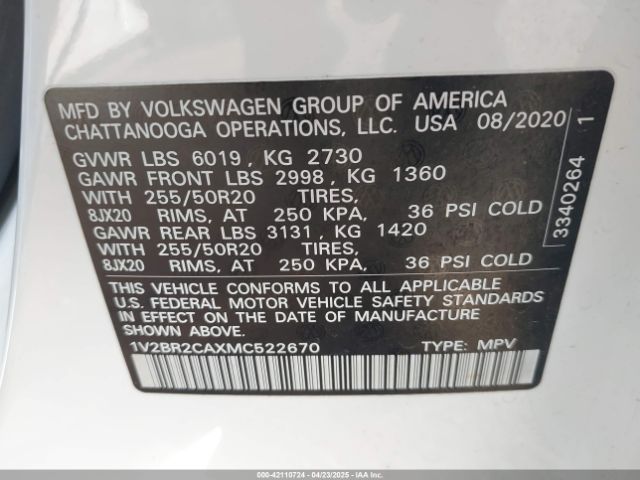 MFD BY VOLKSWAGEN GROUP OF AMERICA
CHATTANOOGA OPERATIONS, LLC. USA 08/2020
GVWR LBS 6019, KG 2730
GAWR FRONT LBS 2998, KG 1360
WITH 255/50R20 TIRES,
8JX20 RIMS, AT 250 KPA, 36 PSI COLD
GAWR REAR LBS 3131, KG 1420
WITH 255/50R20 TIRES,
8JX20 RIMS, AT 250 KPA, 36 PSI COLD
THIS VEHICLE CONFORMS TO ALL APPLICABLE
U.S. FEDERAL MOTOR VEHICLE SAFETY STANDARDS
IN EFFECT ON THE DATE OF MANUFACTURE
SHOWN ABOVE.
1V2BR2CAXMC522670 TYPE: MPV
3340264 1
000-42110724 - 04/23/2025 - IAA Inc.